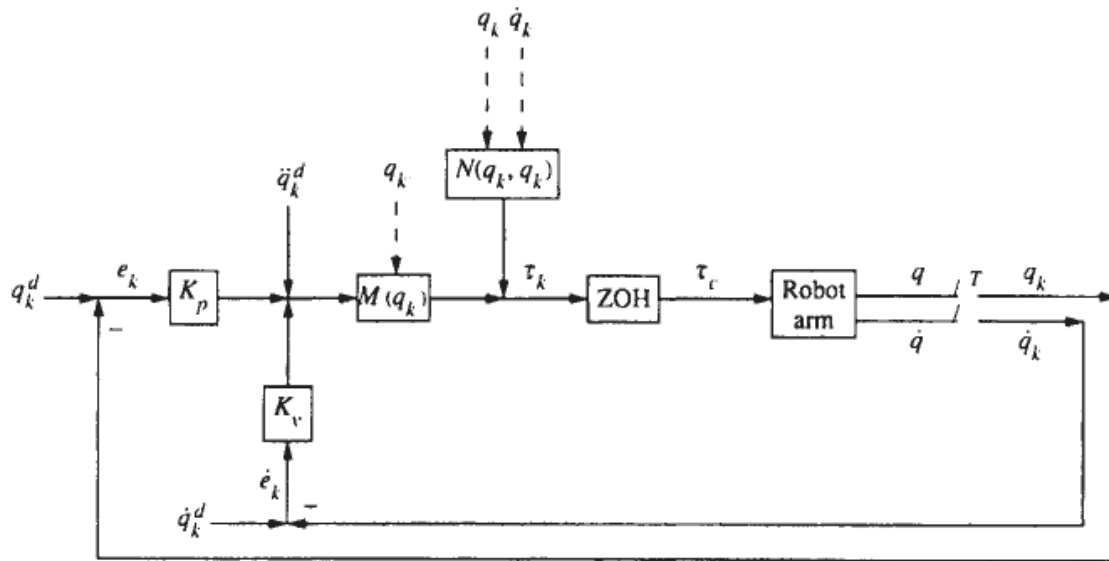 q_k q̇_k
N(q_k, q_k)
q̈_k^d
q_k
q_k^d
e_k
K_p
M(q_k)
τ_k
ZOH
τ_c
Robot
arm
q
T
q_k
q̇
q̇_k
−
K_v
ė_k
−
q̇_k^d